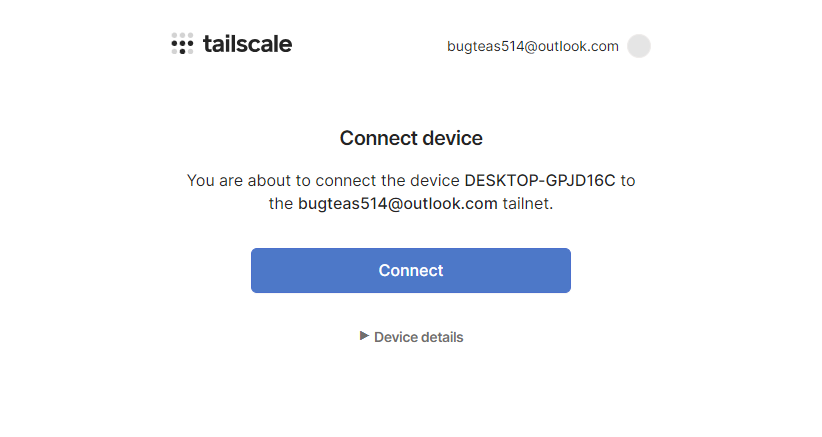 tailscale
bugteas514@outlook.com
Connect device
You are about to connect the device DESKTOP-GPJD16C to
the bugteas514@outlook.com tailnet.
Connect
Device details